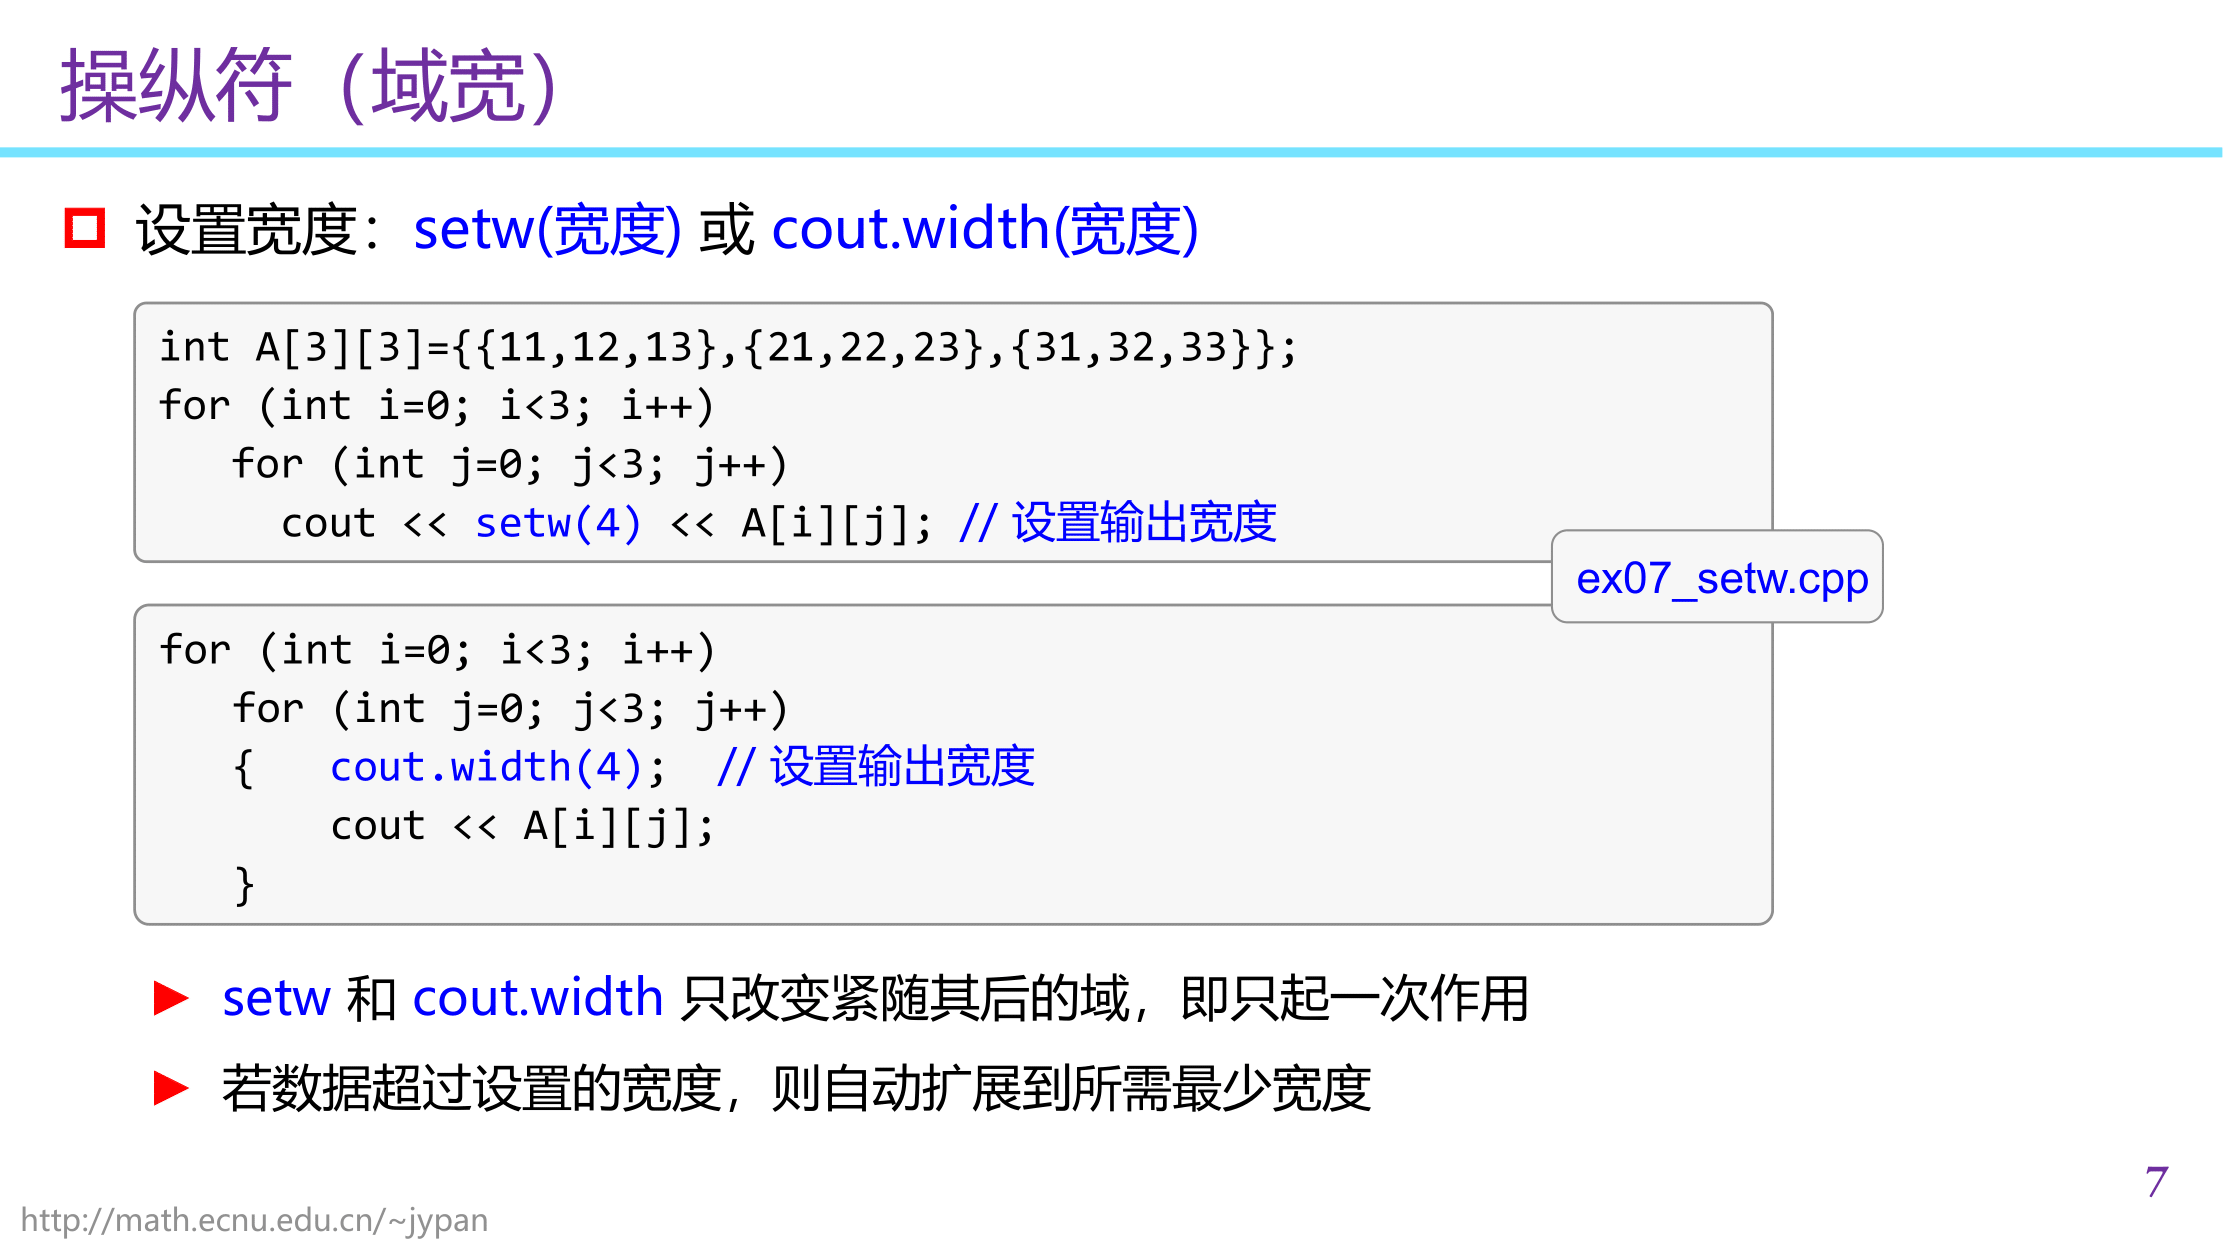 操纵符（域宽）
设置宽度：setw(宽度) 或 cout.width(宽度)
int A[3][3]={{11,12,13},{21,22,23},{31,32,33}};
for (int i=0; i<3; i++)
   for (int j=0; j<3; j++)
     cout << setw(4) << A[i][j]; // 设置输出宽度
ex07_setw.cpp
for (int i=0; i<3; i++)
   for (int j=0; j<3; j++)
   {   cout.width(4);  // 设置输出宽度
       cout << A[i][j];
   }
setw 和 cout.width 只改变紧随其后的域，即只起一次作用
若数据超过设置的宽度，则自动扩展到所需最少宽度
7
http://math.ecnu.edu.cn/~jypan